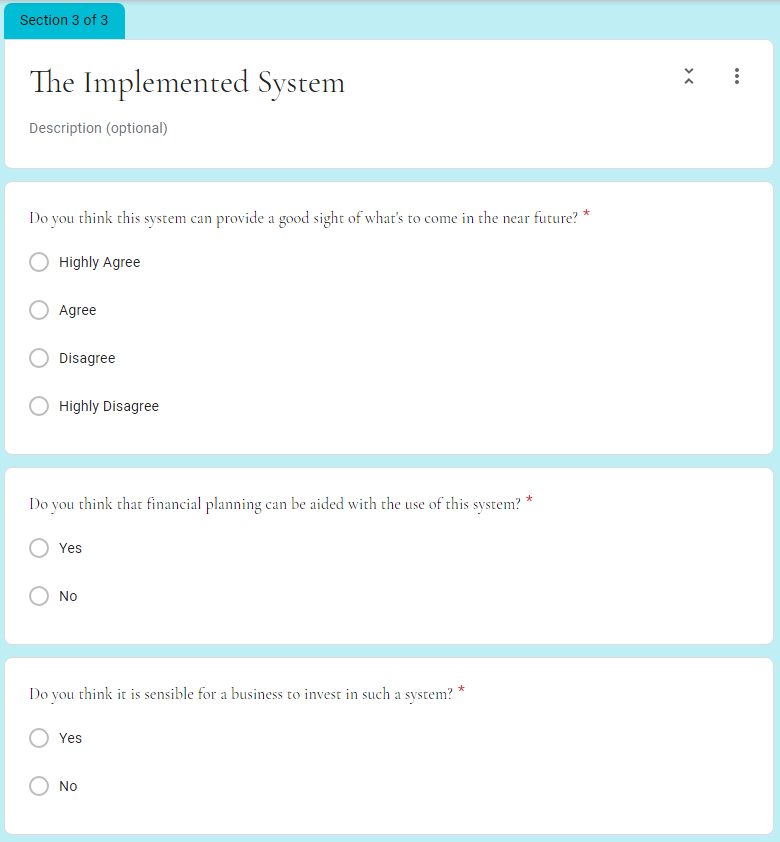 Section 3 of 3
The Implemented System
Description (optional)
Do you think this system can provide a good sight of what's to come in the near future? *
Highly Agree
Agree
Disagree
Highly Disagree
Do you think that financial planning can be aided with the use of this system? *
Yes
No
Do you think it is sensible for a business to invest in such a system? *
Yes
No